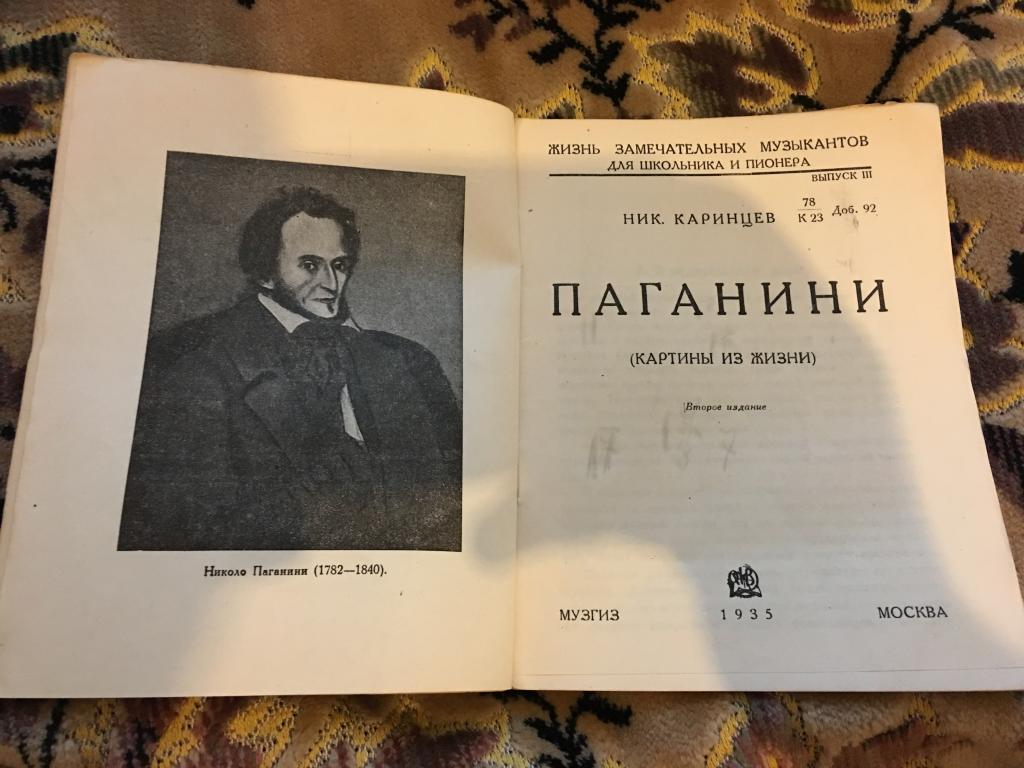 Николо Паганини (1782—1840).
ЖИЗНЬ ЗАМЕЧАТЕЛЬНЫХ МУЗЫКАНТОВ
ДЛЯ ШКОЛЬНИКА И ПИОНЕРА
ВЫПУСК III
НИК. КАРИНЦЕВ
78
К 23
Доб. 92
ПАГАНИНИ
(КАРТИНЫ ИЗ ЖИЗНИ)
Второе издание
МУЗГИЗ 1935 МОСКВА